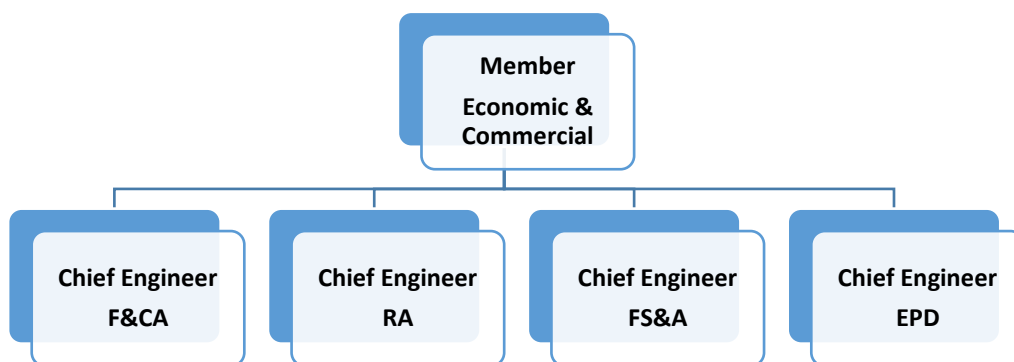 Member
Economic &
Commercial
Chief Engineer
F&CA
Chief Engineer
RA
Chief Engineer
FS&A
Chief Engineer
EPD